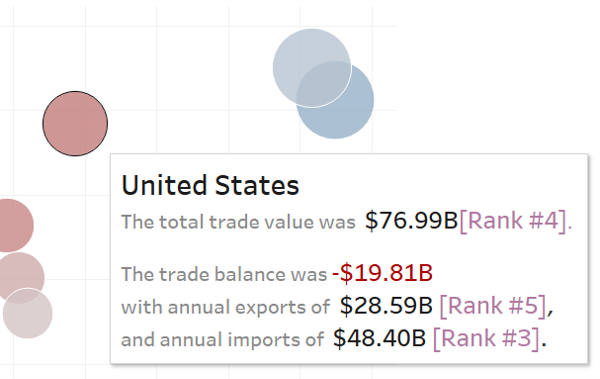 United States
The total trade value was $76.99B[Rank #4].
The trade balance was -$19.81B
with annual exports of $28.59B [Rank #5],
and annual imports of $48.40B [Rank #3].